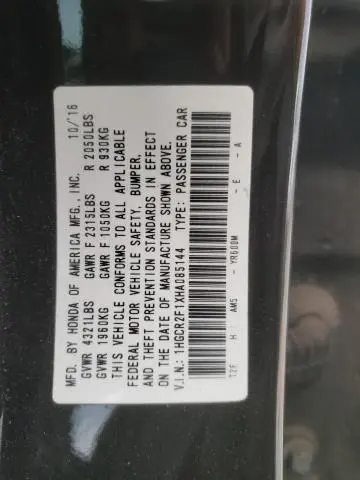 MFD. BY HONDA OF AMERICA MFG., INC. 10/'16
GVWR 4321LBS GAWR F 2315LBS R 2050LBS
GVWR 1960KG GAWR F 1050KG R 930KG
THIS VEHICLE CONFORMS TO ALL APPLICABLE
FEDERAL MOTOR VEHICLE SAFETY, BUMPER,
AND THEFT PREVENTION STANDARDS IN EFFECT
ON THE DATE OF MANUFACTURE SHOWN ABOVE.
V.I.N.: 1HGCR2F1XHA085144 TYPE: PASSENGER CAR
T2F H AM5 - YR600M - E - A